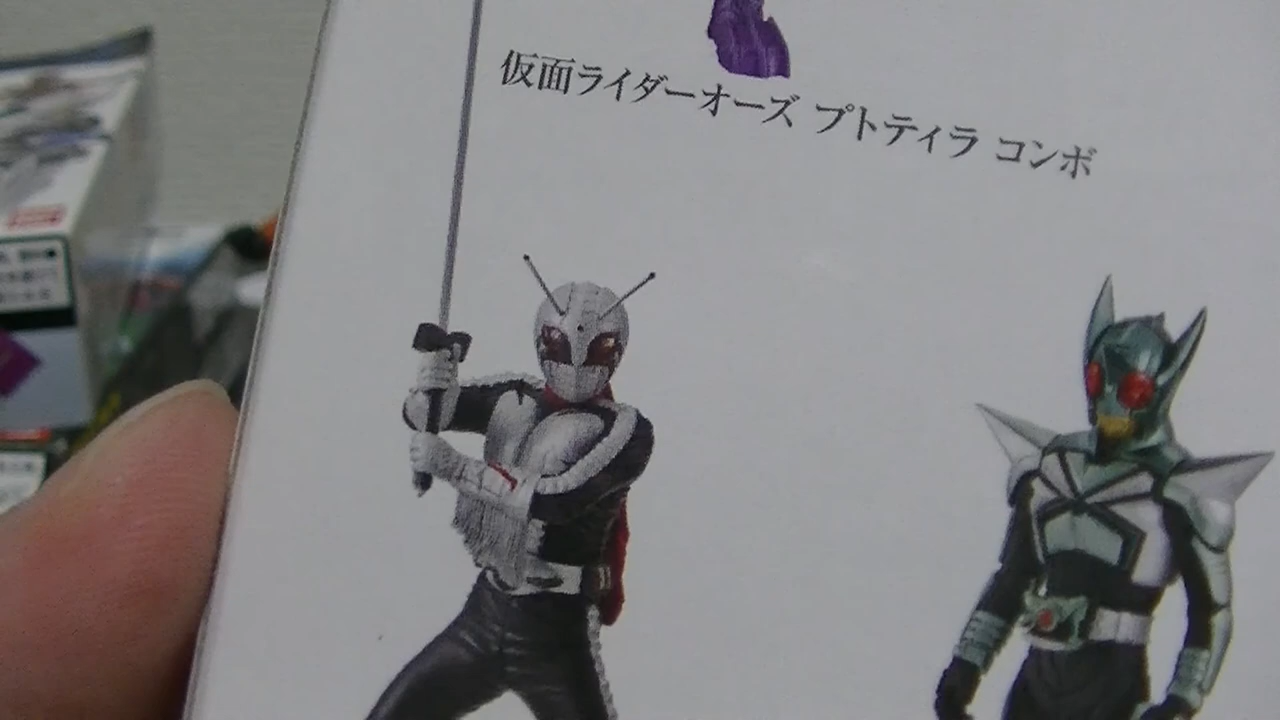 仮面ライダーオーズ プトティラ コンボ